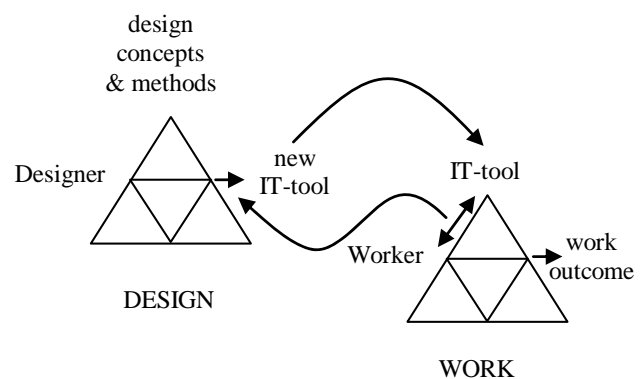 design
concepts
& methods
Designer
new
IT-tool
IT-tool
Worker
work
outcome
DESIGN
WORK